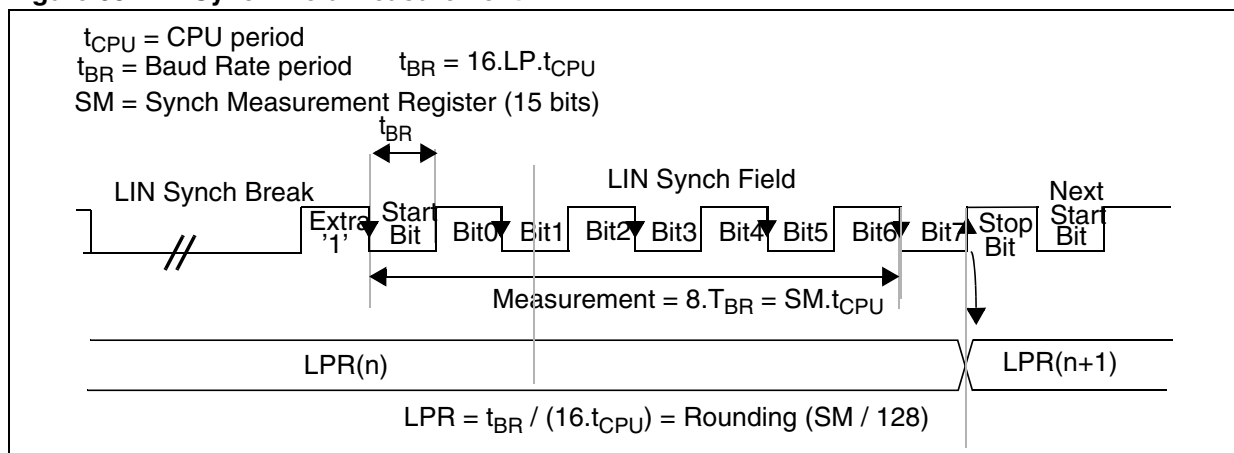 t_CPU = CPU period
t_BR = Baud Rate period t_BR = 16.LP.t_CPU
SM = Synch Measurement Register (15 bits)
t_BR
LIN Synch Break
LIN Synch Field
Next
Start
Bit
Extra
'1'
Start
Bit
Bit0
Bit1
Bit2
Bit3
Bit4
Bit5
Bit6
Bit7
Stop
Bit
Measurement = 8.T_BR = SM.t_CPU
LPR(n)
LPR(n+1)
LPR = t_BR / (16.t_CPU) = Rounding (SM / 128)